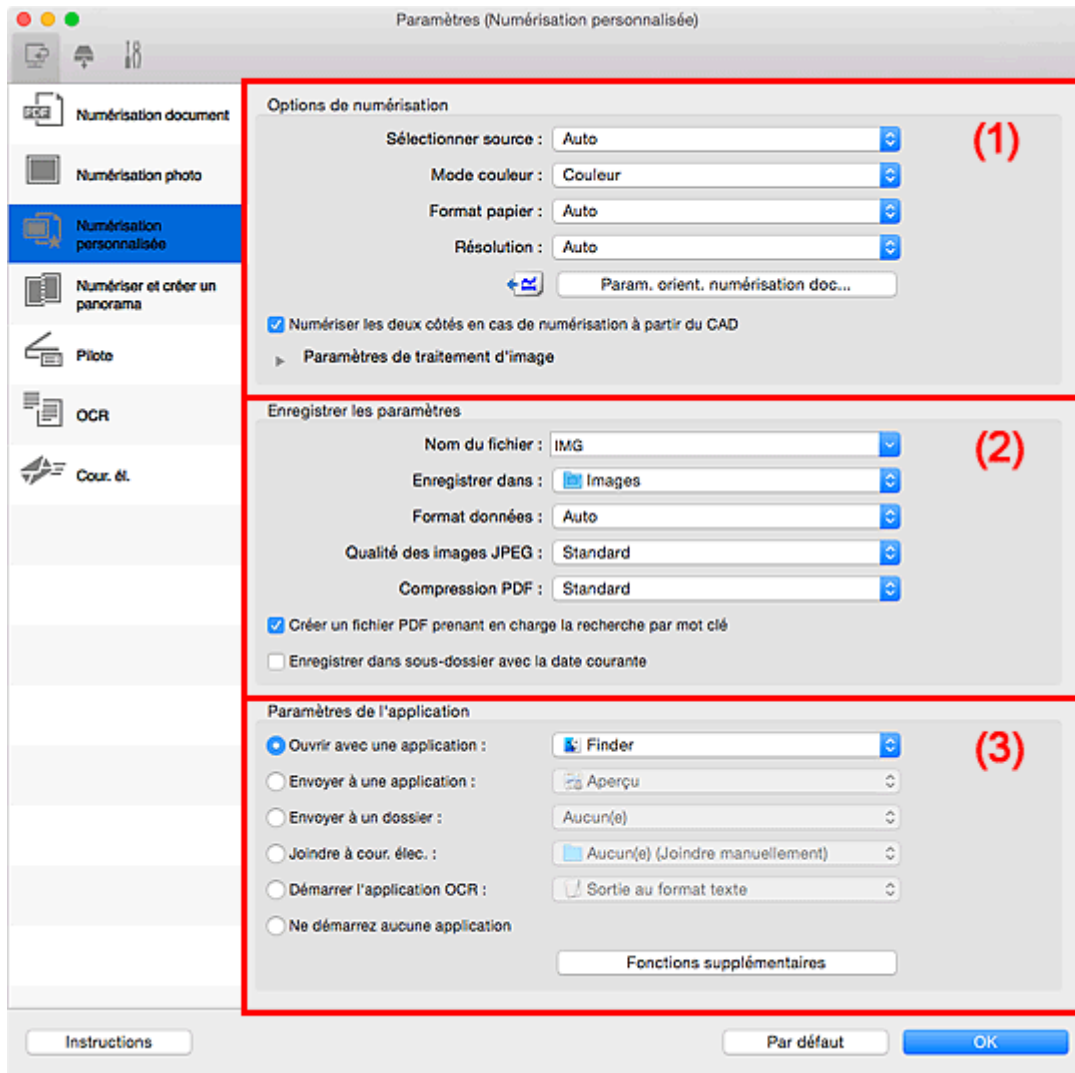 Paramètres (Numérisation personnalisée)
PDF
Numérisation document
Numérisation photo
Numérisation
personnalisée
Numériser et créer un
panorama
Pilote
OCR
Cour. él.
Options de numérisation
(1)
Sélectionner source : Auto
Mode couleur : Couleur
Format papier : Auto
Résolution : Auto
Param. orient. numérisation doc...
Numériser les deux côtés en cas de numérisation à partir du CAD
Paramètres de traitement d'image
Enregistrer les paramètres
(2)
Nom du fichier : IMG
Enregistrer dans : Images
Format données : Auto
Qualité des images JPEG : Standard
Compression PDF : Standard
Créer un fichier PDF prenant en charge la recherche par mot clé
Enregistrer dans sous-dossier avec la date courante
Paramètres de l'application
(3)
Ouvrir avec une application : Finder
Envoyer à une application : Aperçu
Envoyer à un dossier : Aucun(e)
Joindre à cour. élec. : Aucun(e) (Joindre manuellement)
Démarrer l'application OCR : Sortie au format texte
Ne démarrez aucune application
Fonctions supplémentaires
Instructions
Par défaut
OK